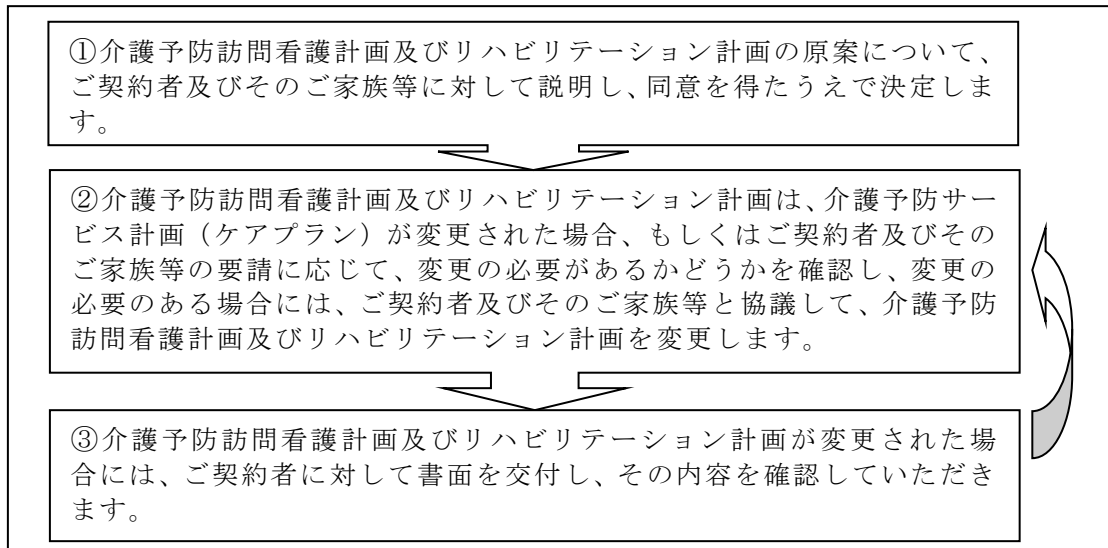 ①介護予防訪問看護計画及びリハビリテーション計画の原案について、
ご契約者及びそのご家族等に対して説明し、同意を得たうえで決定しま
す。
②介護予防訪問看護計画及びリハビリテーション計画は、介護予防サー
ビス計画（ケアプラン）が変更された場合、もしくはご契約者及びその
ご家族等の要請に応じて、変更の必要があるかどうかを確認し、変更の
必要のある場合には、ご契約者及びそのご家族等と協議して、介護予防
訪問看護計画及びリハビリテーション計画を変更します。
③介護予防訪問看護計画及びリハビリテーション計画が変更された場
合には、ご契約者に対して書面を交付し、その内容を確認していただき
ます。